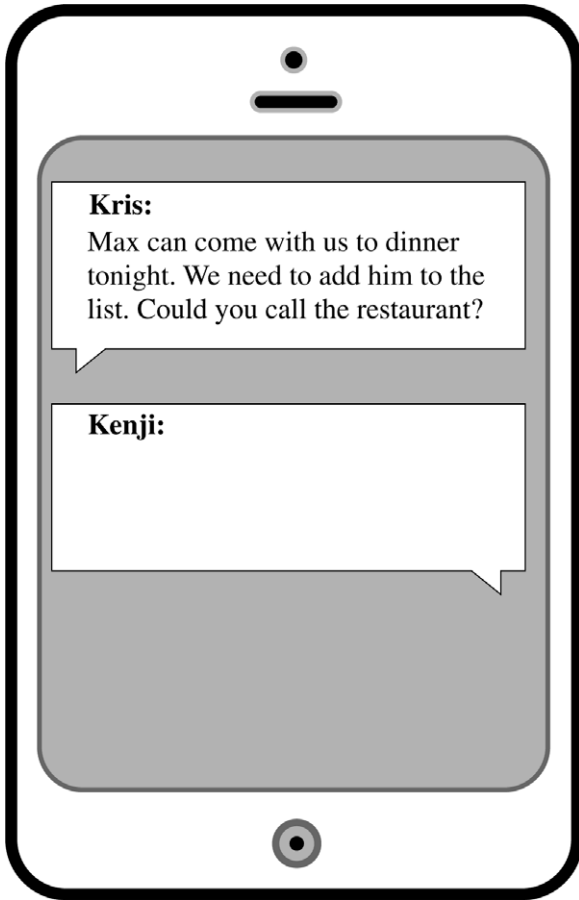 Kris:
Max can come with us to dinner
tonight. We need to add him to the
list. Could you call the restaurant?
Kenji: